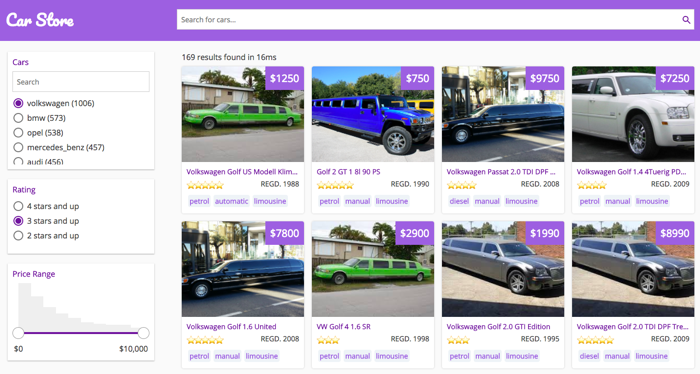 Car Store
Search for cars...
Cars
Search
volkswagen (1006)
bmw (573)
opel (538)
mercedes_benz (457)
audi (456)
Rating
4 stars and up
3 stars and up
2 stars and up
Price Range
$0 $10,000
169 results found in 16ms
$1250
Volkswagen Golf US Modell Klim...
REGD. 1988
petrol automatic limousine
$750
Golf 2 GT 1 8l 90 PS
REGD. 1990
petrol manual limousine
$9750
Volkswagen Passat 2.0 TDI DPF ...
REGD. 2008
diesel manual limousine
$7250
Volkswagen Golf 1.4 4Tuerig PD...
REGD. 2009
petrol manual limousine
$7800
Volkswagen Golf 1.6 United
REGD. 2008
petrol manual limousine
$2900
VW Golf 4 1.6 SR
REGD. 1998
petrol manual limousine
$1990
Volkswagen Golf 2.0 GTI Edition
REGD. 1995
petrol manual limousine
$8990
Volkswagen Golf 2.0 TDI DPF Tre...
REGD. 2009
diesel manual limousine